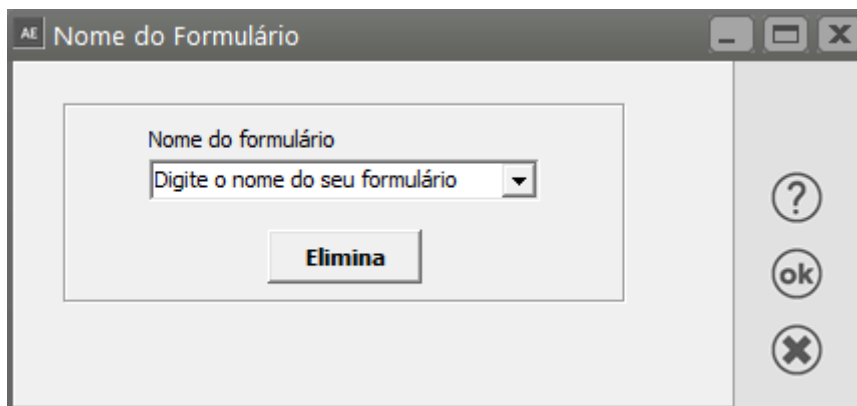 AE Nome do Formulário
Nome do formulário
Digite o nome do seu formulário
Elimina
?
ok